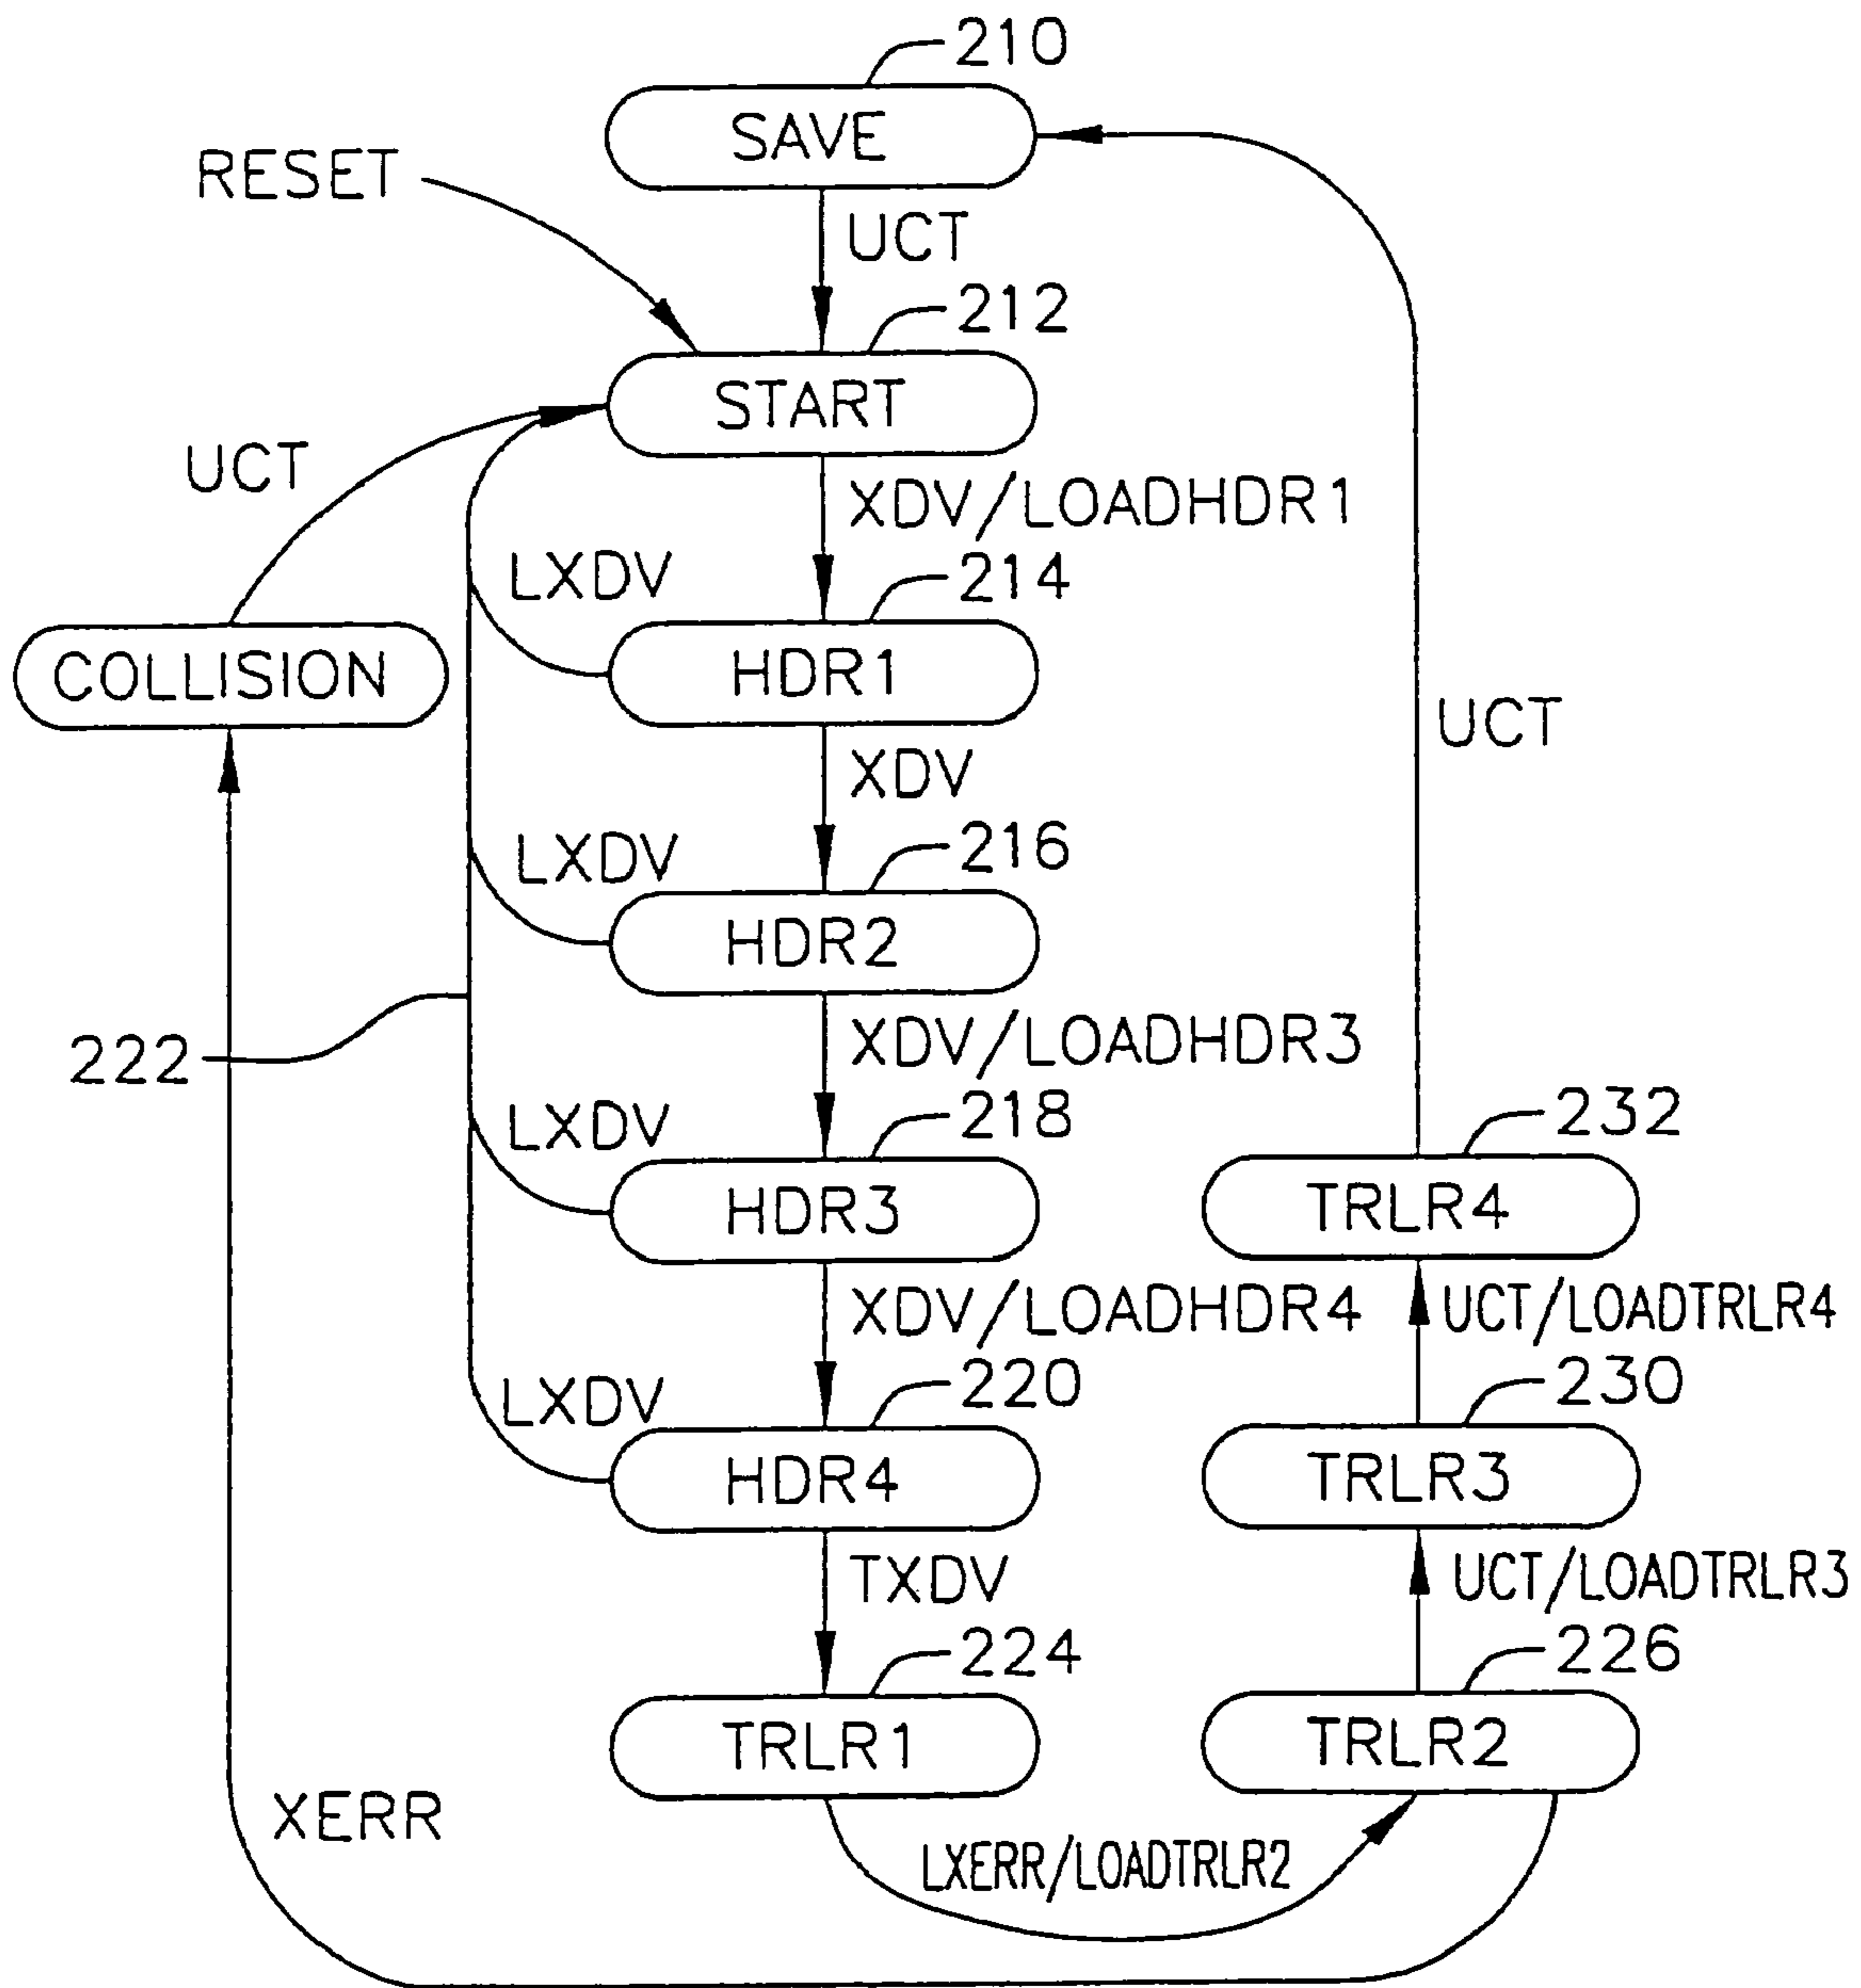 210
SAVE
RESET
UCT
212
START
UCT
XDV/LOADHDR1
LXDV
214
COLLISION
HDR1
UCT
XDV
LXDV
216
HDR2
222
XDV/LOADHDR3
LXDV
218
232
HDR3
TRLR4
XDV/LOADHDR4
UCT/LOADTRLR4
LXDV
220
230
HDR4
TRLR3
TXDV
UCT/LOADTRLR3
224
226
TRLR1
TRLR2
XERR
LXERR/LOADTRLR2